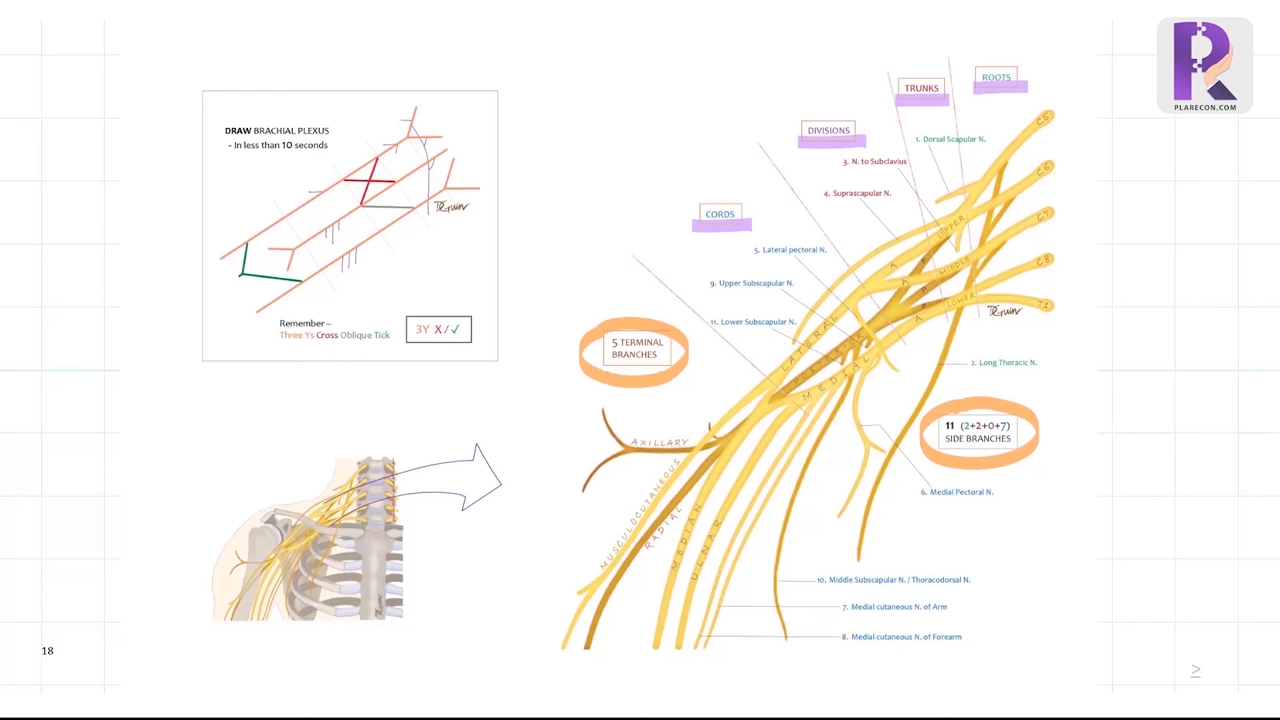 PLARECON.COM
DRAW BRACHIAL PLEXUS
- In less than 10 seconds
TEGuin
Remember –
Three Ys Cross Oblique Tick
3Y X / ✓
ROOTS
TRUNKS
DIVISIONS
CORDS
1. Dorsal Scapular N.
3. N. to Subclavius
4. Suprascapular N.
5. Lateral pectoral N.
9. Upper Subscapular N.
11. Lower Subscapular N.
C5
C6
C7
C8
T1
UPPER
MIDDLE
LOWER
A
P
A
P
P
A
LATERAL
POSTERIOR
MEDIAL
5 TERMINAL
BRANCHES
2. Long Thoracic N.
11 (2+2+0+7)
SIDE BRANCHES
AXILLARY
MUSCULOCUTANEOUS
RADIAL
MEDIAN
ULNAR
6. Medial Pectoral N.
10. Middle Subscapular N. / Thoracodorsal N.
7. Medial cutaneous N. of Arm
8. Medial cutaneous N. of Forearm
18
>